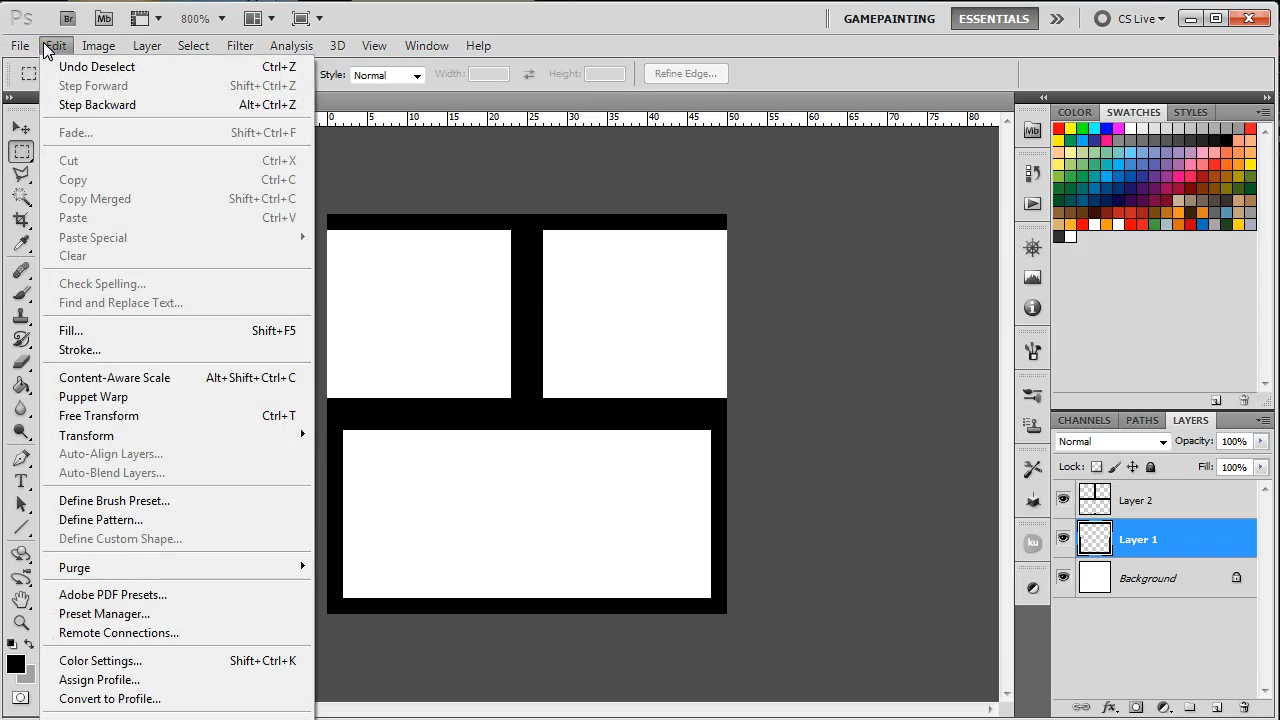 Ps Br Mb 800% GAMEPAINTING ESSENTIALS CS Live
File Edit Image Layer Select Filter Analysis 3D View Window Help
Style: Normal Width: Height: Refine Edge...
0 5 10 15 20 25 30 35 40 45 50 55 60 65 70 75 80
Undo Deselect Ctrl+Z
Step Forward Shift+Ctrl+Z
Step Backward Alt+Ctrl+Z
Fade... Shift+Ctrl+F
Cut Ctrl+X
Copy Ctrl+C
Copy Merged Shift+Ctrl+C
Paste Ctrl+V
Paste Special
Clear
Check Spelling...
Find and Replace Text...
Fill... Shift+F5
Stroke...
Content-Aware Scale Alt+Shift+Ctrl+C
Puppet Warp
Free Transform Ctrl+T
Transform
Auto-Align Layers...
Auto-Blend Layers...
Define Brush Preset...
Define Pattern...
Define Custom Shape...
Purge
Adobe PDF Presets...
Preset Manager...
Remote Connections...
Color Settings... Shift+Ctrl+K
Assign Profile...
Convert to Profile...
Mb
ku
COLOR SWATCHES STYLES
CHANNELS PATHS LAYERS
Normal Opacity: 100%
Lock: Fill: 100%
Layer 2
Layer 1
Background